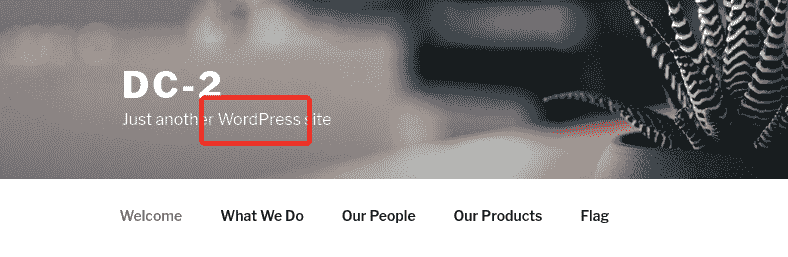 DC-2
Just another WordPress site
Welcome What We Do Our People Our Products Flag